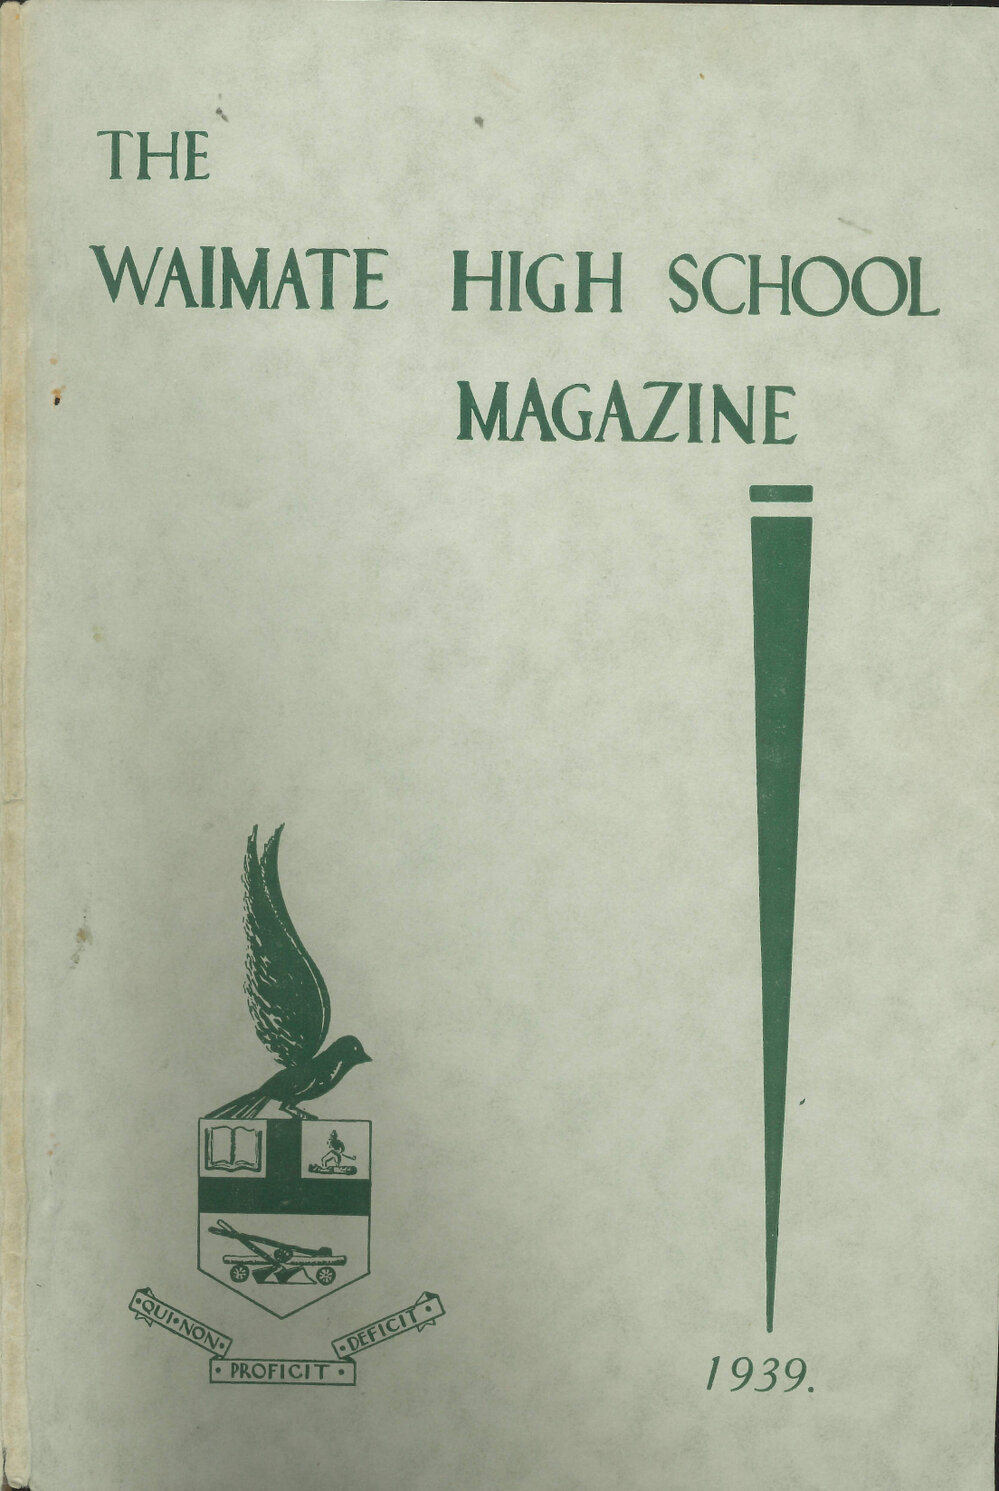 THE
WAIMATE HIGH SCHOOL
MAGAZINE
·QUI·NON·
· PROFICIT ·
·DEFICIT·
1939.